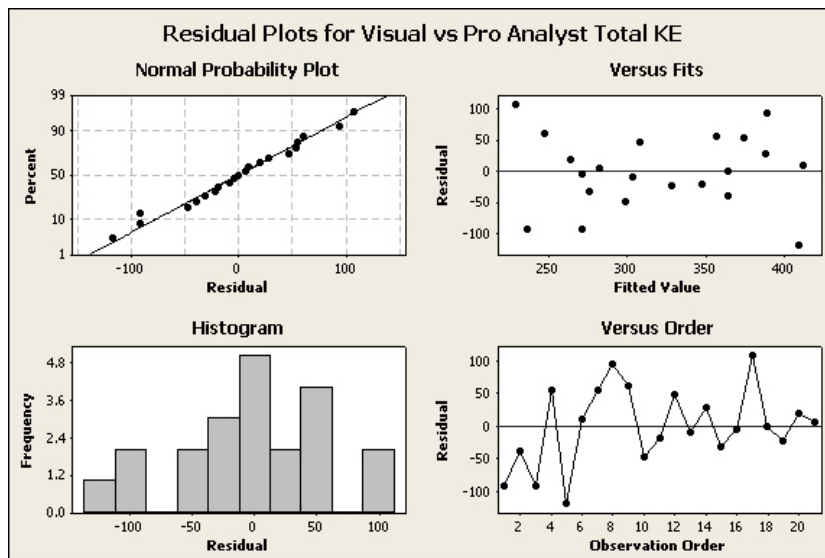 Residual Plots for Visual vs Pro Analyst Total KE
Normal Probability Plot
99
90
50
10
1
Percent
-100 0 100
Residual
Versus Fits
100
50
0
-50
-100
Residual
250 300 350 400
Fitted Value
Histogram
4.8
3.6
2.4
1.2
0.0
Frequency
-100 -50 0 50 100
Residual
Versus Order
100
50
0
-50
-100
Residual
2 4 6 8 10 12 14 16 18 20
Observation Order